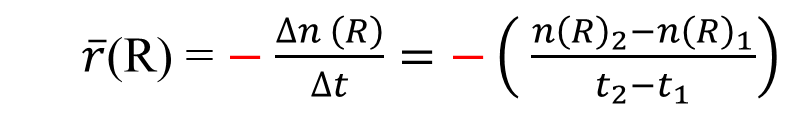 r̄(R) = − Δn (R)/Δt = − ( (n(R)₂−n(R)₁)/(t₂−t₁) )